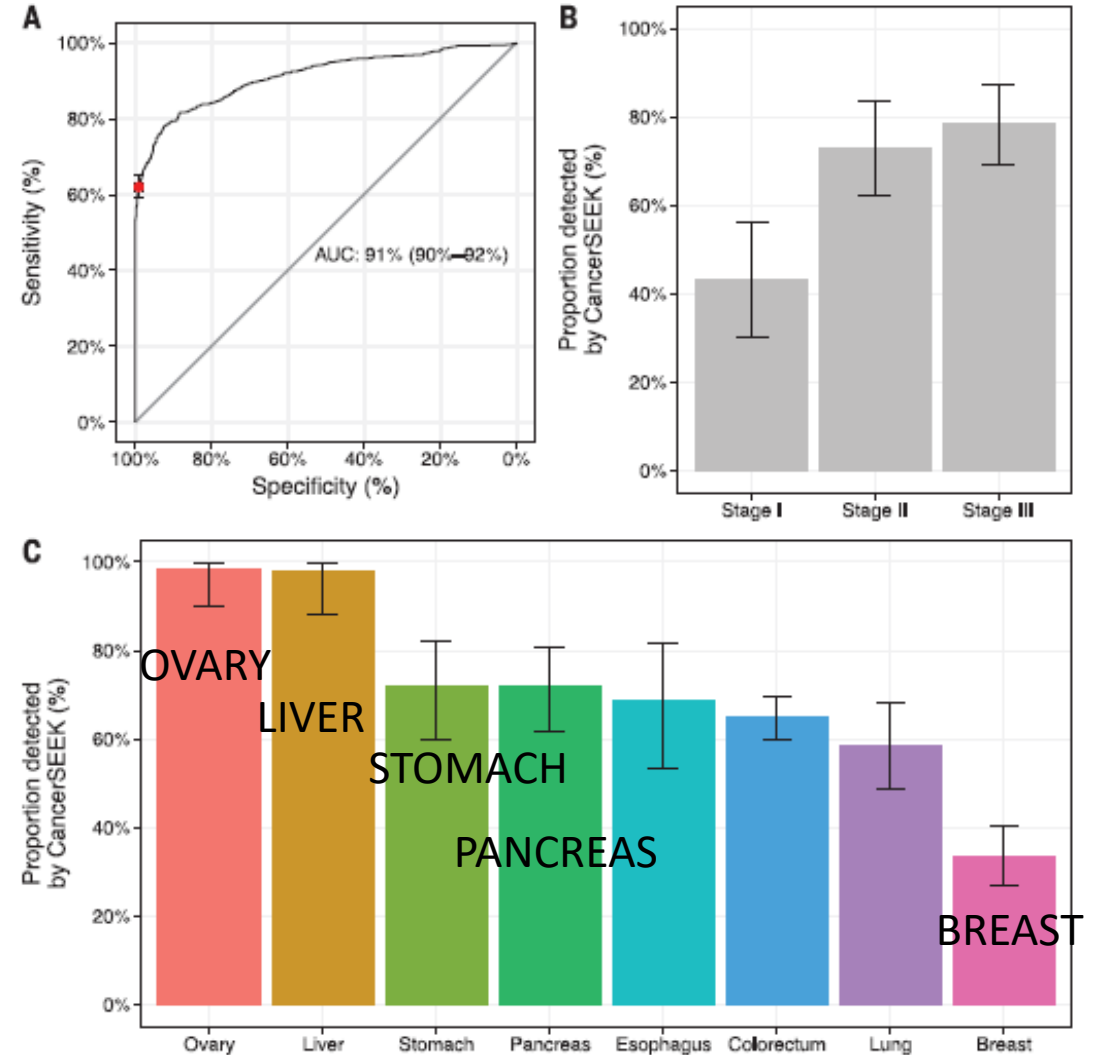 A
100%
80%
60%
40%
20%
0%
Sensitivity (%)
AUC: 91% (90%–92%)
100% 80% 60% 40% 20% 0%
Specificity (%)
B
100%
80%
60%
40%
20%
0%
Proportion detected
by CancerSEEK (%)
Stage I Stage II Stage III
C
100%
80%
60%
40%
20%
0%
Proportion detected
by CancerSEEK (%)
OVARY
LIVER
STOMACH
PANCREAS
BREAST
Ovary Liver Stomach Pancreas Esophagus Colorectum Lung Breast